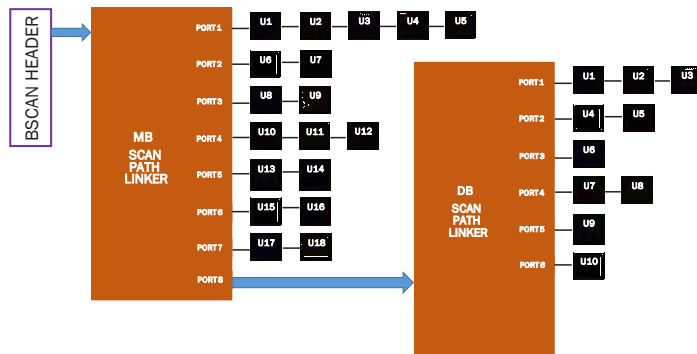 BSCAN HEADER
MB
SCAN
PATH
LINKER
PORT1 U1 U2 U3 U4 U5
PORT2 U6 U7
PORT3 U8 U9
PORT4 U10 U11 U12
PORT5 U13 U14
PORT6 U15 U16
PORT7 U17 U18
PORT8
DB
SCAN
PATH
LINKER
PORT1 U1 U2 U3
PORT2 U4 U5
PORT3 U6
PORT4 U7 U8
PORT5 U9
PORT6 U10